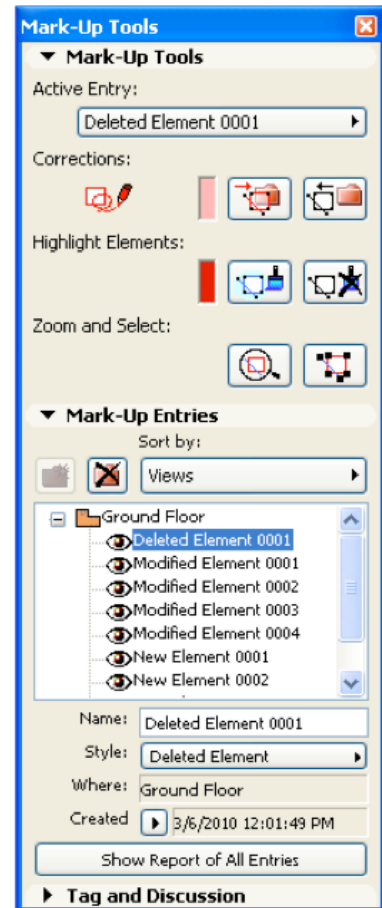 Mark-Up Tools
Mark-Up Tools
Active Entry:
Deleted Element 0001
Corrections:
Highlight Elements:
Zoom and Select:
Mark-Up Entries
Sort by:
Views
Ground Floor
Deleted Element 0001
Modified Element 0001
Modified Element 0002
Modified Element 0003
Modified Element 0004
New Element 0001
New Element 0002
Name: Deleted Element 0001
Style: Deleted Element
Where: Ground Floor
Created 3/6/2010 12:01:49 PM
Show Report of All Entries
Tag and Discussion